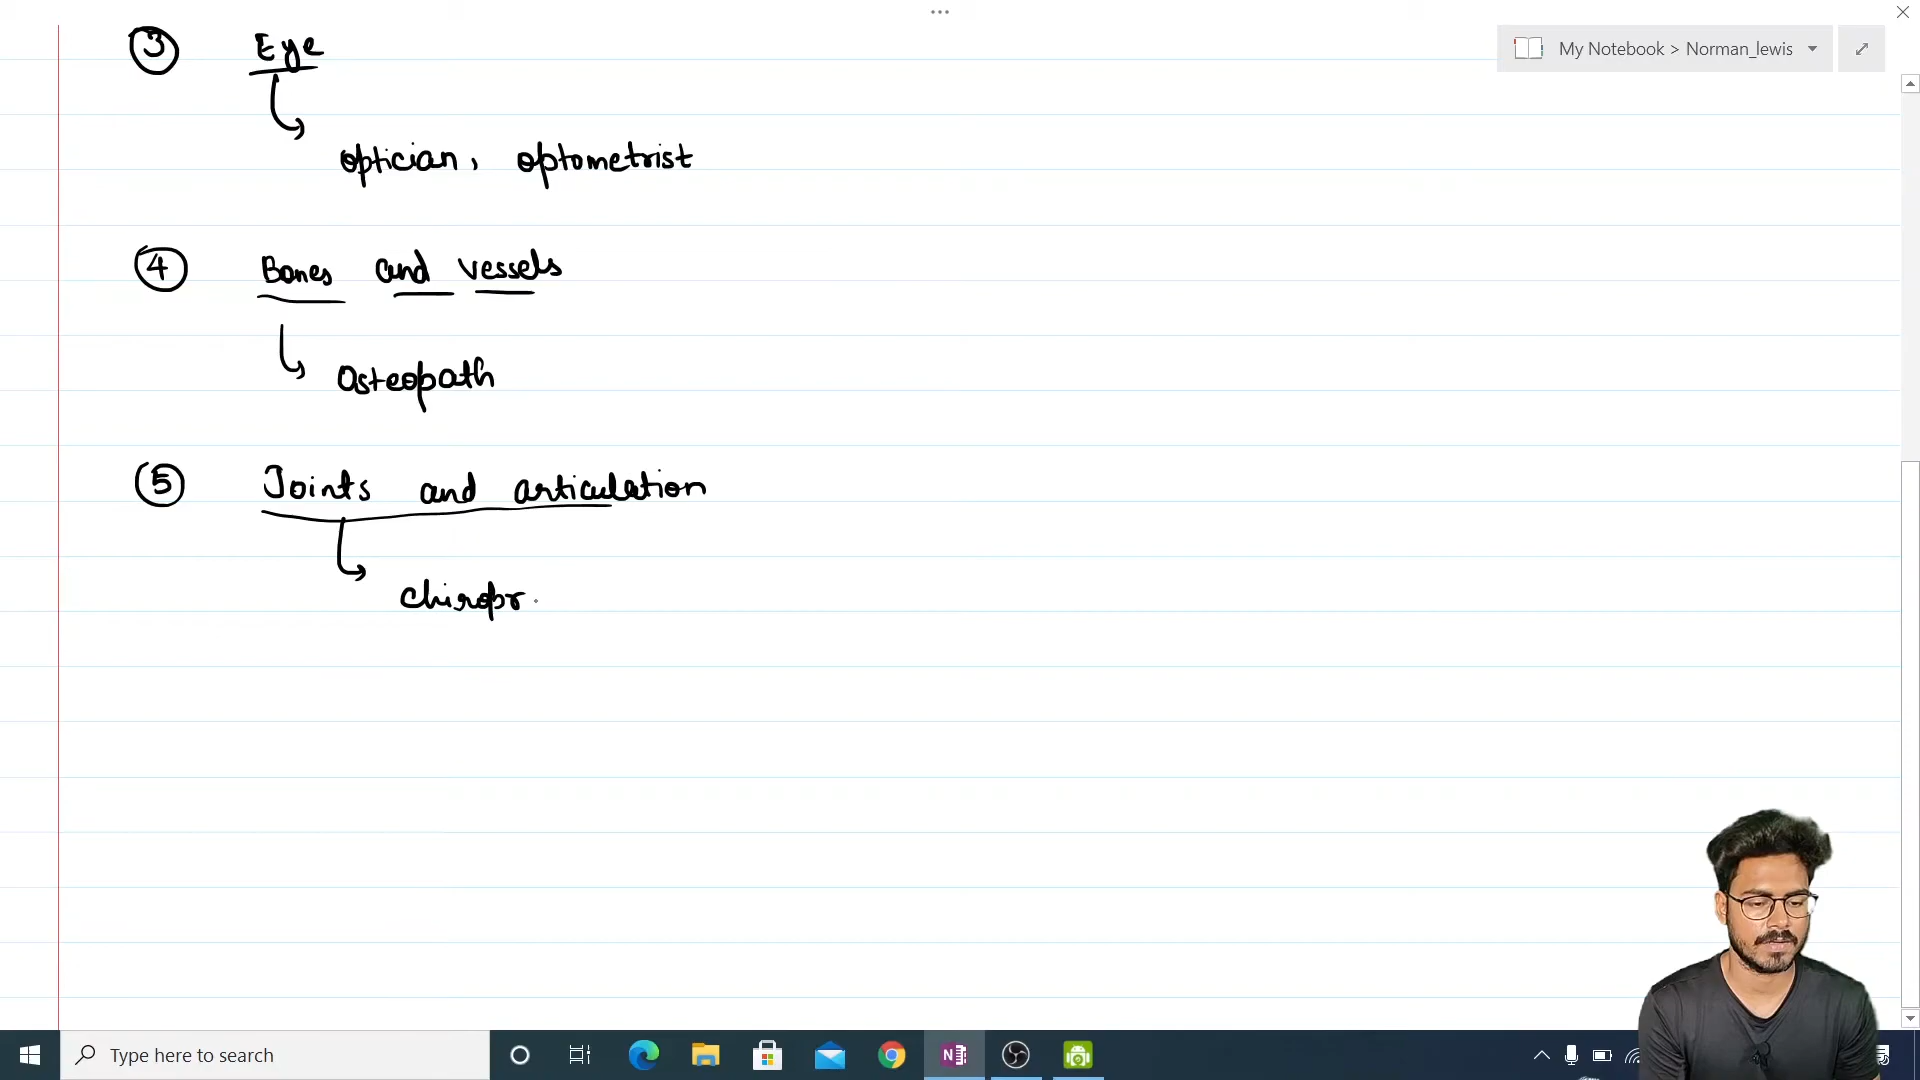 My Notebook > Norman_lewis
3 Eye
optician, optometrist
4 Bones and vessels
Osteopath
5 Joints and articulation
chiropr
Type here to search